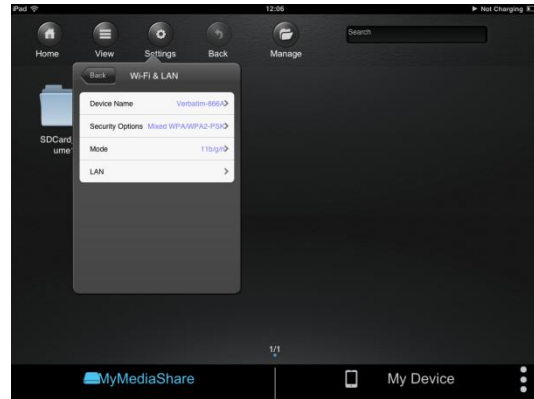 iPad 12:06 Not Charging
Home View Settings Back Manage Search
Back Wi-Fi & LAN
Device Name Verbatim-666A
Security Options Mixed WPA/WPA2-PSK
Mode 11b/g/n
LAN
SDCard
ume
1/1
MyMediaShare My Device